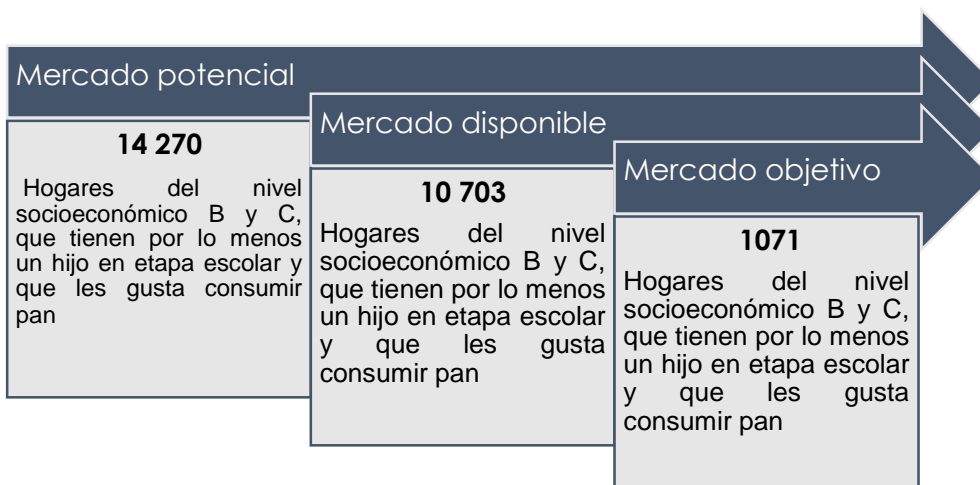 Mercado potencial
14 270
Hogares del nivel
socioeconómico B y C,
que tienen por lo menos
un hijo en etapa escolar y
que les gusta consumir
pan
Mercado disponible
10 703
Hogares del nivel
socioeconómico B y C,
que tienen por lo menos
un hijo en etapa escolar
y que les gusta
consumir pan
Mercado objetivo
1071
Hogares del nivel
socioeconómico B y C,
que tienen por lo menos
un hijo en etapa escolar
y que les gusta
consumir pan